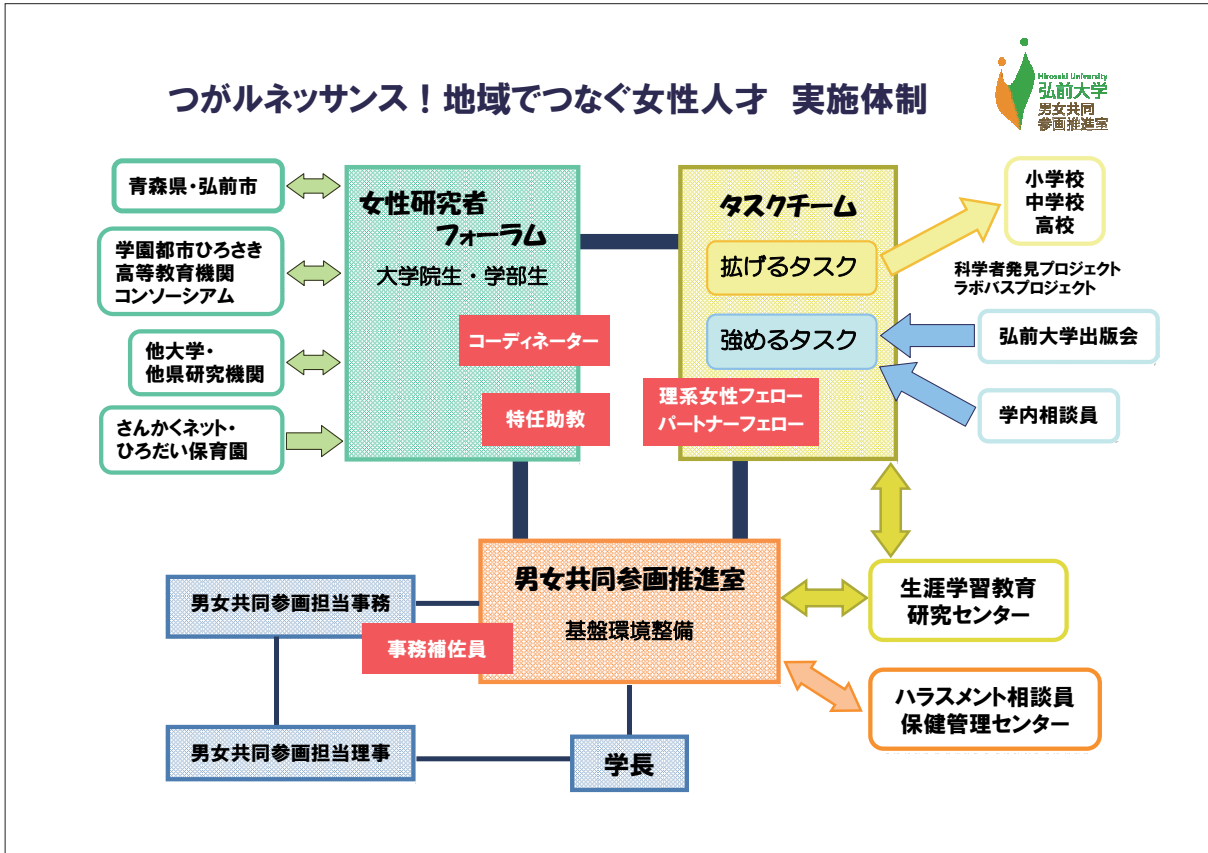 つがルネッサンス！地域でつなぐ女性人才 実施体制
Hirosaki University
弘前大学
男女共同
参画推進室
青森県・弘前市
学園都市ひろさき
高等教育機関
コンソーシアム
他大学・
他県研究機関
さんかくネット・
ひろだい保育園
女性研究者
フォーラム
大学院生・学部生
コーディネーター
特任助教
タスクチーム
拡げるタスク
強めるタスク
理系女性フェロー
パートナーフェロー
小学校
中学校
高校
科学者発見プロジェクト
ラボバスプロジェクト
弘前大学出版会
学内相談員
男女共同参画推進室
基盤環境整備
男女共同参画担当事務
事務補佐員
男女共同参画担当理事
学長
生涯学習教育
研究センター
ハラスメント相談員
保健管理センター